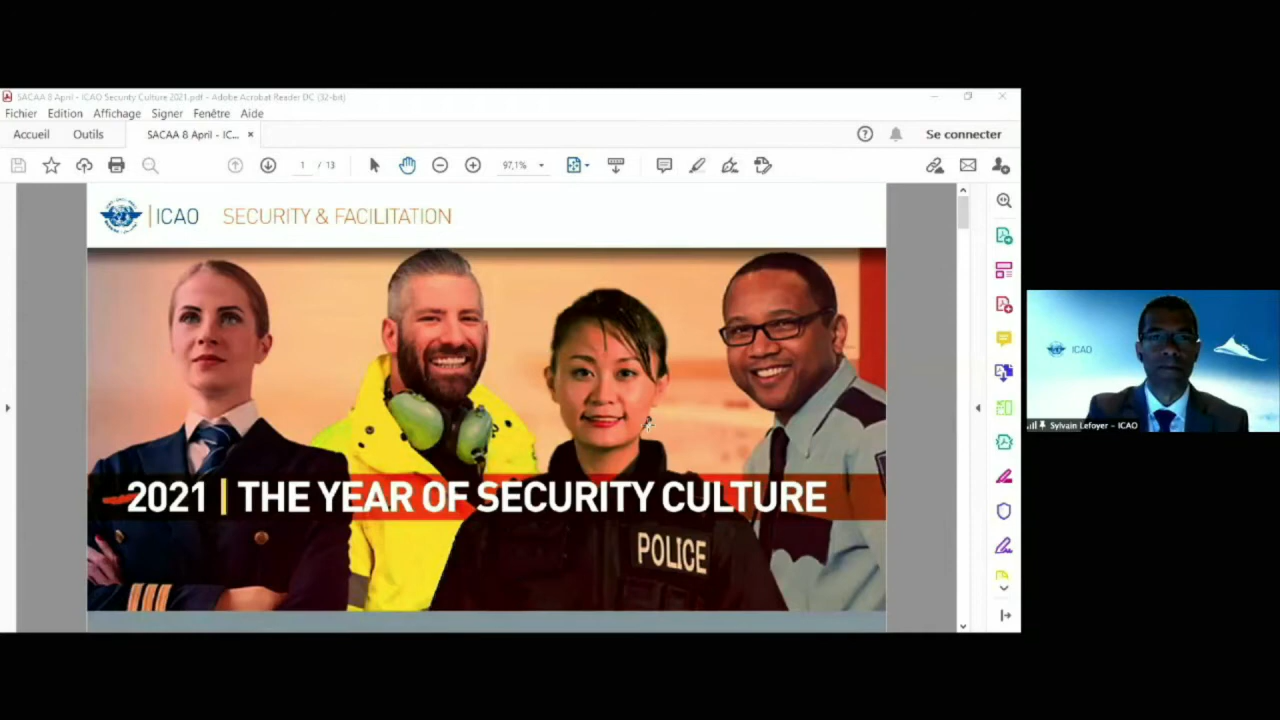 SACAA 8 April - ICAO Security Culture 2021.pdf - Adobe Acrobat Reader DC (32-bit)
Fichier Edition Affichage Signer Fenêtre Aide
Accueil Outils SACAA 8 April - IC... × Se connecter
1 / 13 97,1%
ICAO SECURITY & FACILITATION
2021 | THE YEAR OF SECURITY CULTURE
POLICE
ICAO
Sylvain Lefoyer - ICAO